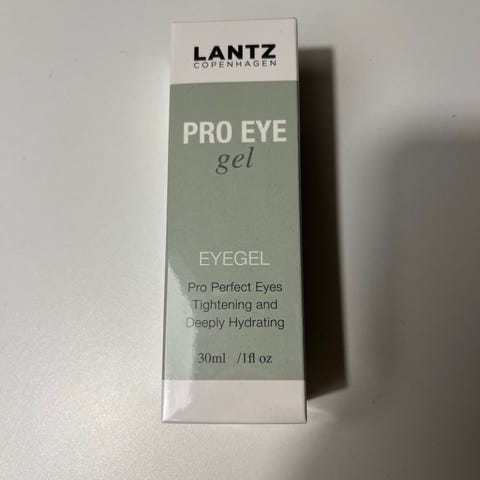 LANTZ
COPENHAGEN
PRO EYE
gel
EYEGEL
Pro Perfect Eyes
Tightening and
Deeply Hydrating
30ml /1fl oz